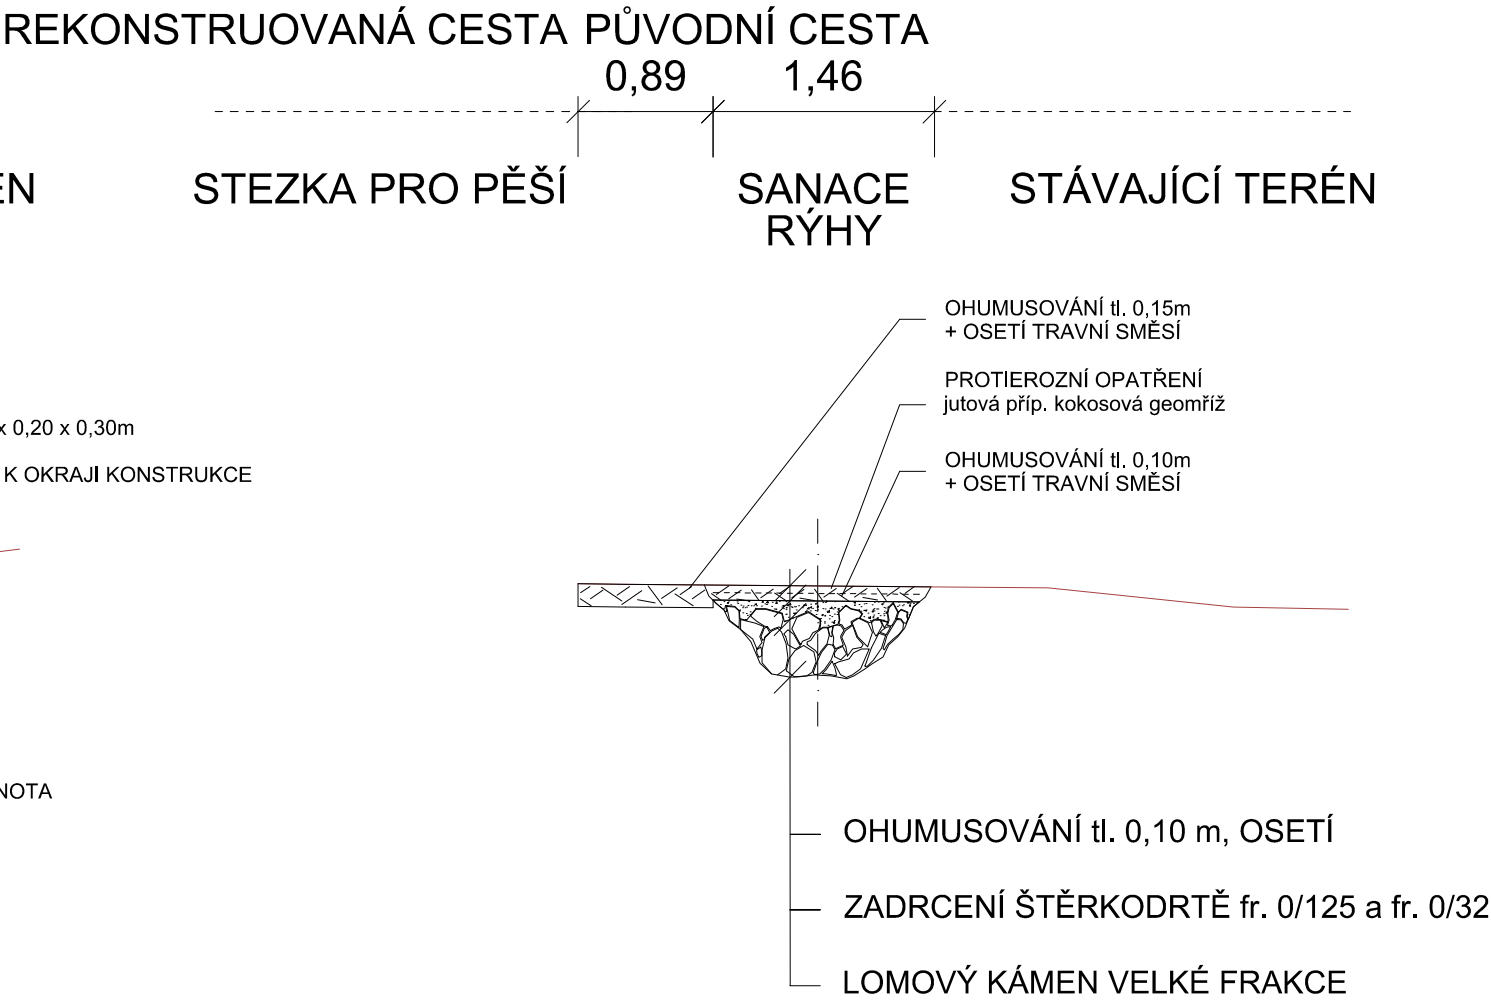 REKONSTRUOVANÁ CESTA PŮVODNÍ CESTA
0,89 1,46
STEZKA PRO PĚŠÍ
SANACE
RÝHY
STÁVAJÍCÍ TERÉN
OHUMUSOVÁNÍ tl. 0,15m
+ OSETÍ TRAVNÍ SMĚSÍ
PROTIEROZNÍ OPATŘENÍ
jutová příp. kokosová geomříž
x 0,20 x 0,30m
K OKRAJI KONSTRUKCE
OHUMUSOVÁNÍ tl. 0,10m
+ OSETÍ TRAVNÍ SMĚSÍ
OHUMUSOVÁNÍ tl. 0,10 m, OSETÍ
ZADRCENÍ ŠTĚRKODRTĚ fr. 0/125 a fr. 0/32
LOMOVÝ KÁMEN VELKÉ FRAKCE